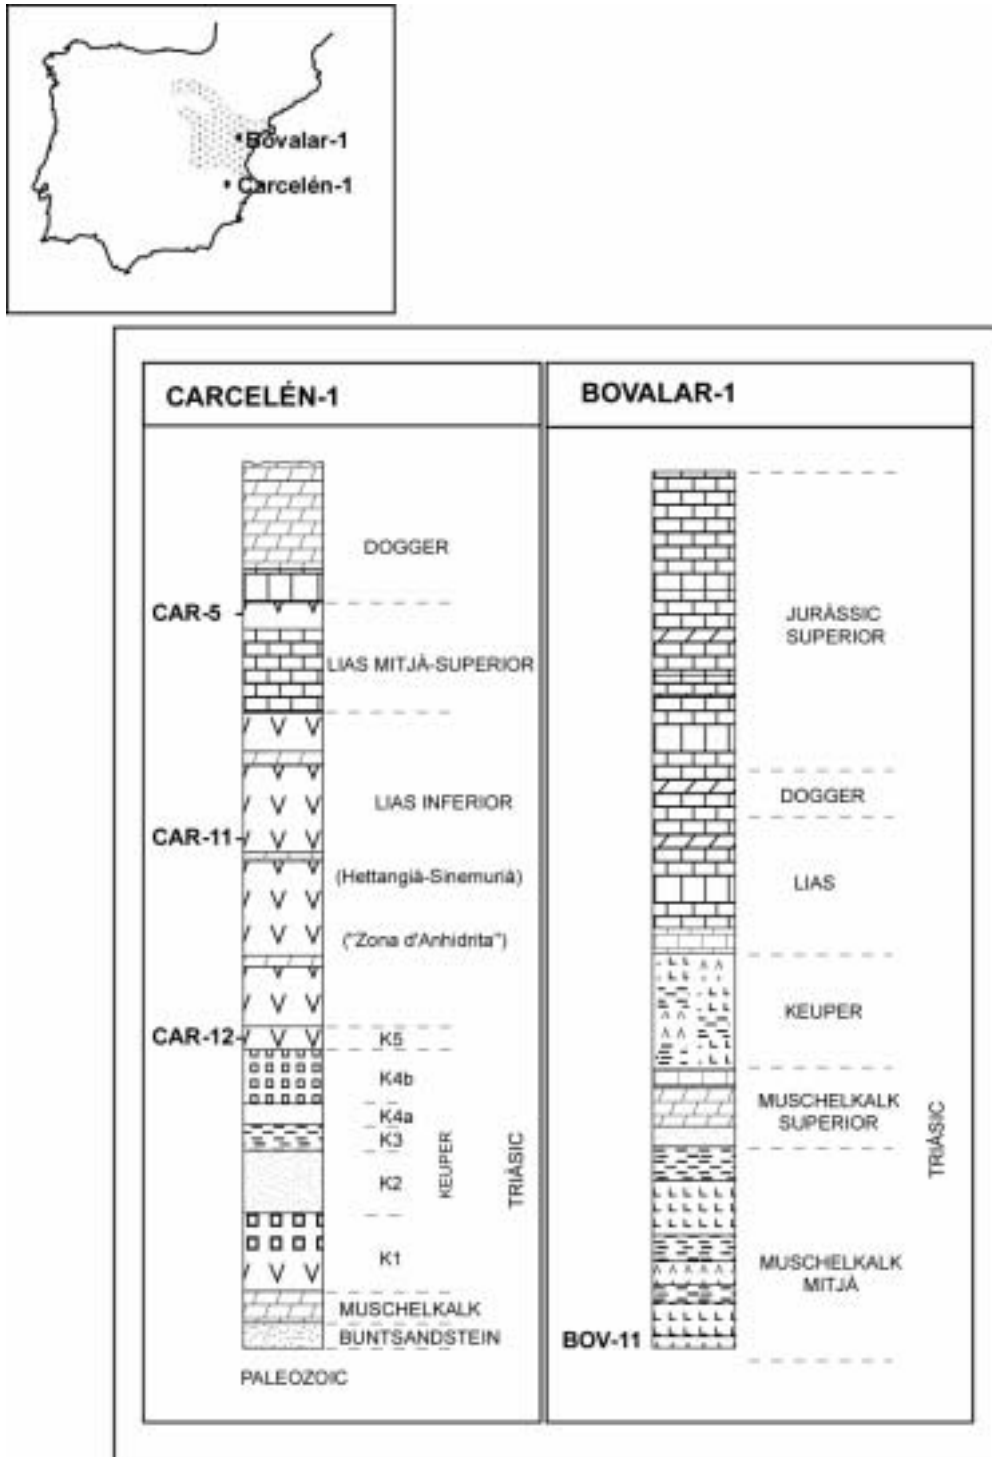 Bovalar-1
Carcelén-1
CARCELÉN-1
DOGGER
CAR-5
LIAS MITJÀ-SUPERIOR
LIAS INFERIOR
CAR-11
(Hettangià-Sinemurià)
("Zona d'Anhidrita")
CAR-12
K5
K4b
K4a
K3
K2
K1
KEUPER
TRIÀSIC
MUSCHELKALK
BUNTSANDSTEIN
PALEOZOIC
BOVALAR-1
JURÀSSIC
SUPERIOR
DOGGER
LIAS
KEUPER
MUSCHELKALK
SUPERIOR
TRIÀSIC
MUSCHELKALK
MITJÀ
BOV-11